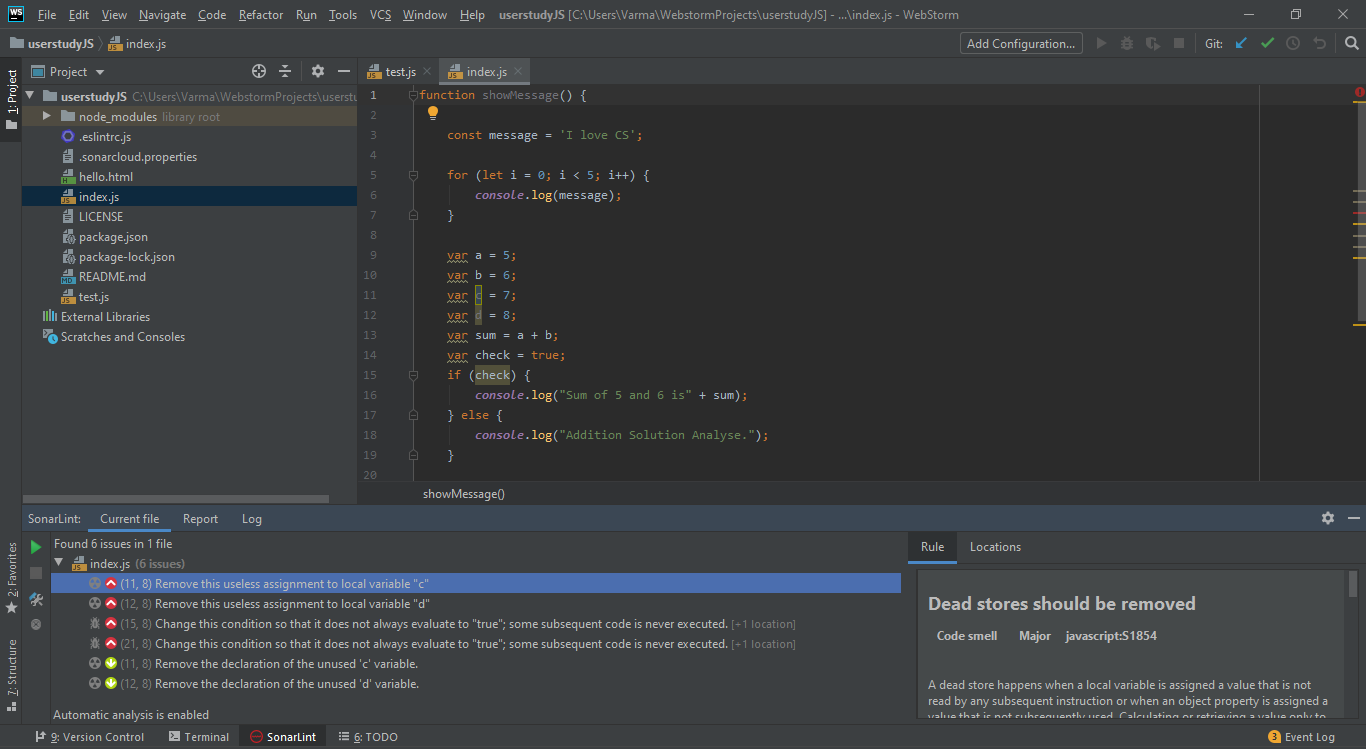 WS File Edit View Navigate Code Refactor Run Tools VCS Window Help userstudyJS [C:\Users\Varma\WebstormProjects\userstudyJS] - ...\index.js - WebStorm
userstudyJS index.js Add Configuration... Git:
1: Project
Project
test.js index.js
userstudyJS C:\Users\Varma\WebstormProjects\userstu
node_modules library root
.eslintrc.js
.sonarcloud.properties
hello.html
index.js
LICENSE
package.json
package-lock.json
README.md
test.js
External Libraries
Scratches and Consoles
1 function showMessage() {
2
3 const message = 'I love CS';
4
5 for (let i = 0; i < 5; i++) {
6 console.log(message);
7 }
8
9 var a = 5;
10 var b = 6;
11 var c = 7;
12 var d = 8;
13 var sum = a + b;
14 var check = true;
15 if (check) {
16 console.log("Sum of 5 and 6 is" + sum);
17 } else {
18 console.log("Addition Solution Analyse.");
19 }
20
showMessage()
SonarLint: Current file Report Log
2: Favorites
7: Structure
Found 6 issues in 1 file
index.js (6 issues)
(11, 8) Remove this useless assignment to local variable "c"
(12, 8) Remove this useless assignment to local variable "d"
(15, 8) Change this condition so that it does not always evaluate to "true"; some subsequent code is never executed. [+1 location]
(21, 8) Change this condition so that it does not always evaluate to "true"; some subsequent code is never executed. [+1 location]
(11, 8) Remove the declaration of the unused 'c' variable.
(12, 8) Remove the declaration of the unused 'd' variable.
Automatic analysis is enabled
Rule Locations
Dead stores should be removed
Code smell Major javascript:S1854
A dead store happens when a local variable is assigned a value that is not
read by any subsequent instruction or when an object property is assigned a
value that is not subsequently used. Calculating or retrieving a value only to
9: Version Control Terminal SonarLint 6: TODO 3 Event Log